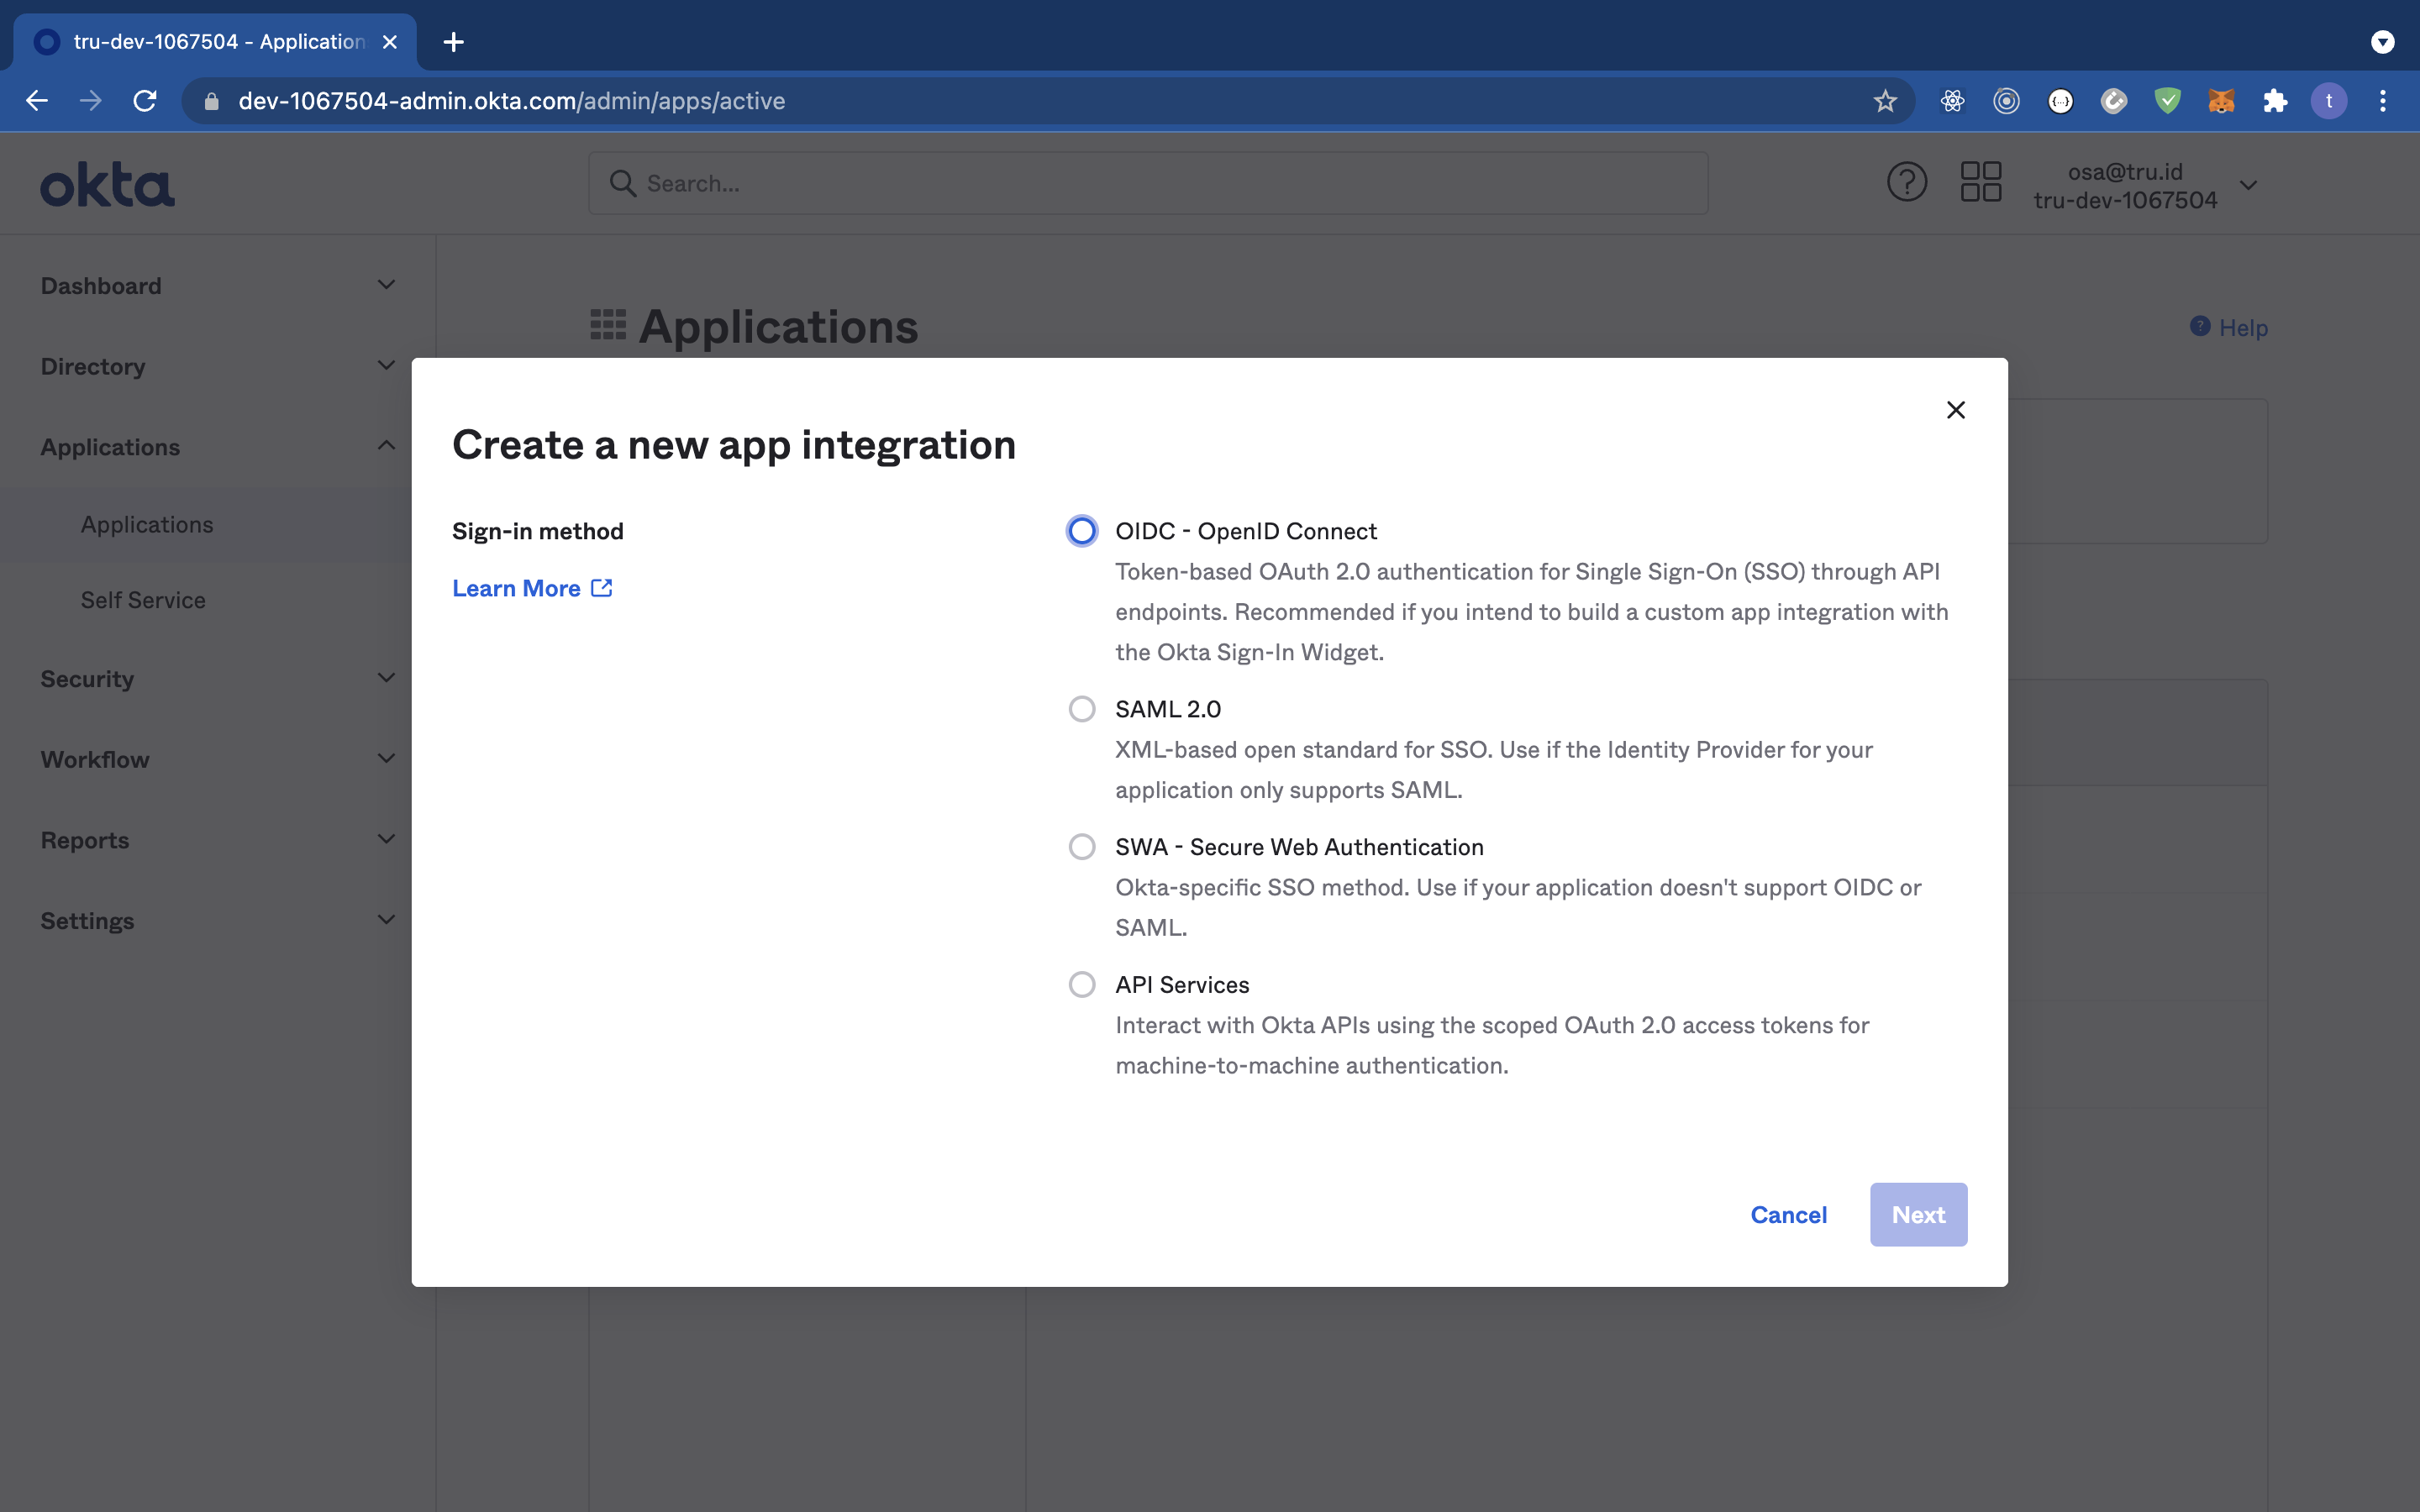 tru-dev-1067504 - Application
dev-1067504-admin.okta.com/admin/apps/active
t
okta
Search...
osa@tru.id
tru-dev-1067504
Dashboard
Directory
Applications
Applications
Self Service
Security
Workflow
Reports
Settings
Applications
Help
Create a new app integration
Sign-in method
Learn More
OIDC - OpenID Connect
Token-based OAuth 2.0 authentication for Single Sign-On (SSO) through API
endpoints. Recommended if you intend to build a custom app integration with
the Okta Sign-In Widget.
SAML 2.0
XML-based open standard for SSO. Use if the Identity Provider for your
application only supports SAML.
SWA - Secure Web Authentication
Okta-specific SSO method. Use if your application doesn't support OIDC or
SAML.
API Services
Interact with Okta APIs using the scoped OAuth 2.0 access tokens for
machine-to-machine authentication.
Cancel
Next